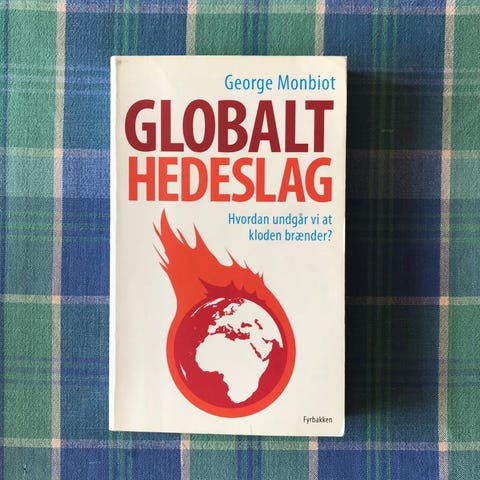 George Monbiot
GLOBALT
HEDESLAG
Hvordan undgår vi at
kloden brænder?
Fyrbakken